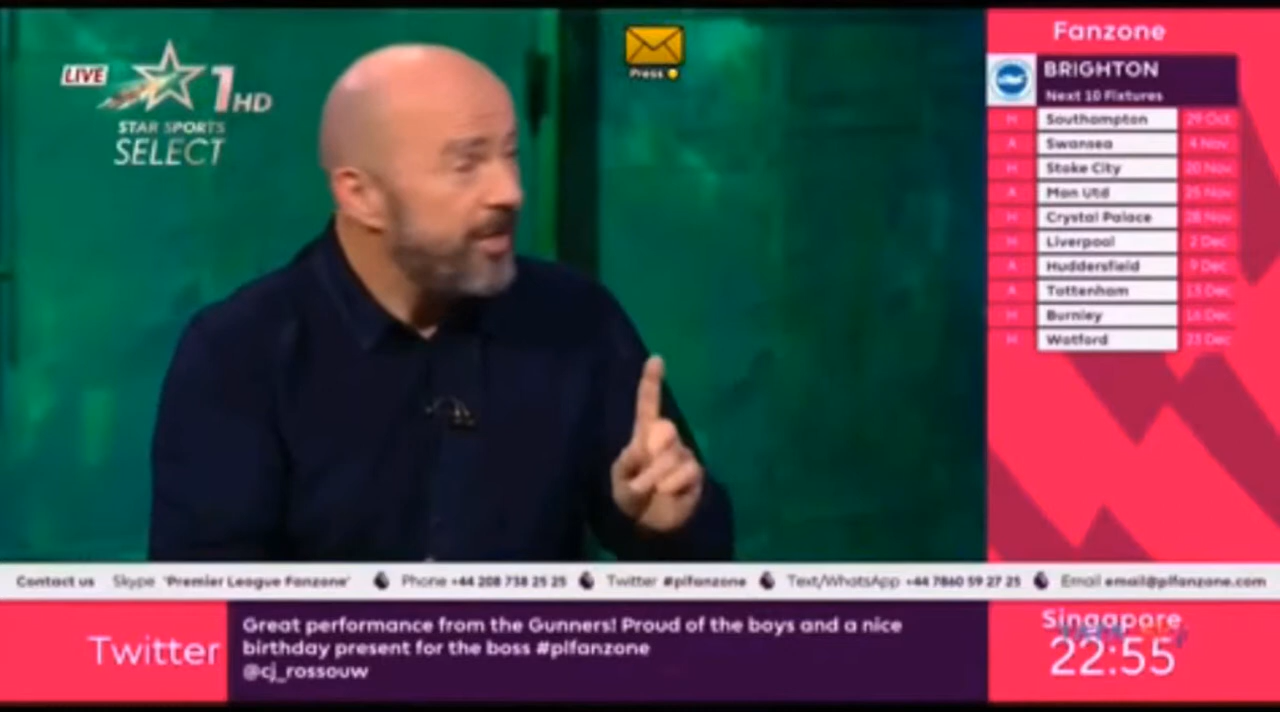 LIVE
1HD
STAR SPORTS
SELECT
Press
Fanzone
BRIGHTON
Next 10 Fixtures
H Southampton 29 Oct
A Swansea 4 Nov
H Stoke City 20 Nov
A Man Utd 25 Nov
H Crystal Palace 28 Nov
H Liverpool 2 Dec
A Huddersfield 9 Dec
A Tottenham 13 Dec
H Burnley 16 Dec
H Watford 23 Dec
Contact us Skype 'Premier League Fanzone' Phone +44 208 738 25 25 Twitter #plfanzone Text/WhatsApp +44 7860 59 27 25 Email email@plfanzone.com
Twitter
Great performance from the Gunners! Proud of the boys and a nice
birthday present for the boss #plfanzone
@cj_rossouw
Singapore
22:55